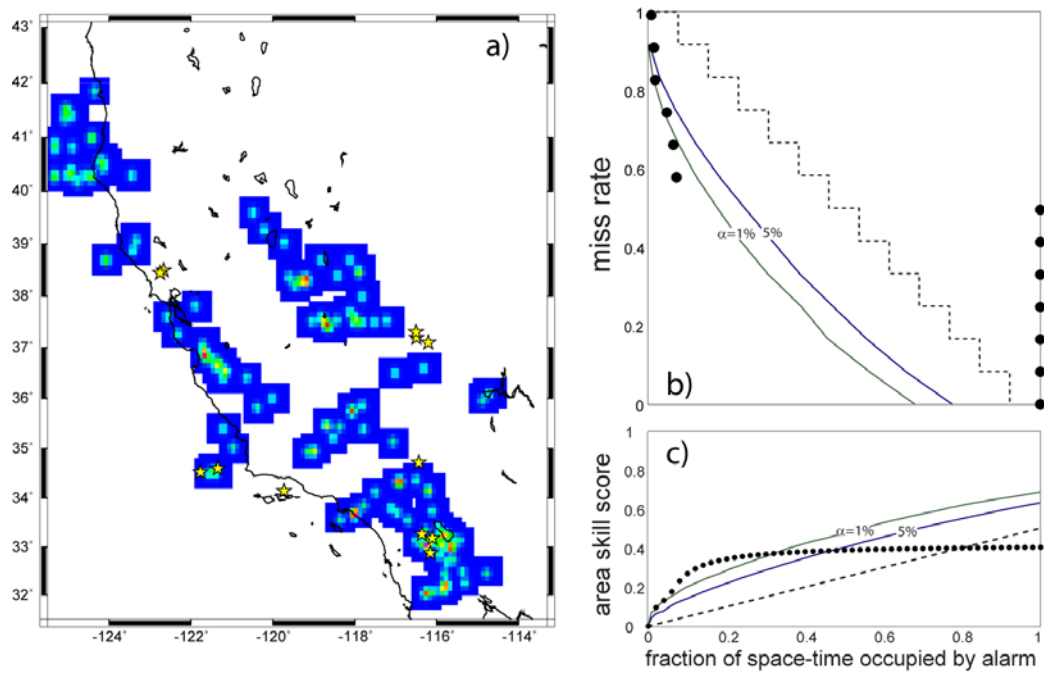 a)
43°
42°
41°
40°
39°
38°
37°
36°
35°
34°
33°
32°
-124° -122° -120° -118° -116° -114°
b)
miss rate
1
0.8
0.6
0.4
0.2
0
α=1% 5%
c)
area skill score
1
0.8
0.6
0.4
0.2
0
α=1% 5%
0 0.2 0.4 0.6 0.8 1
fraction of space-time occupied by alarm